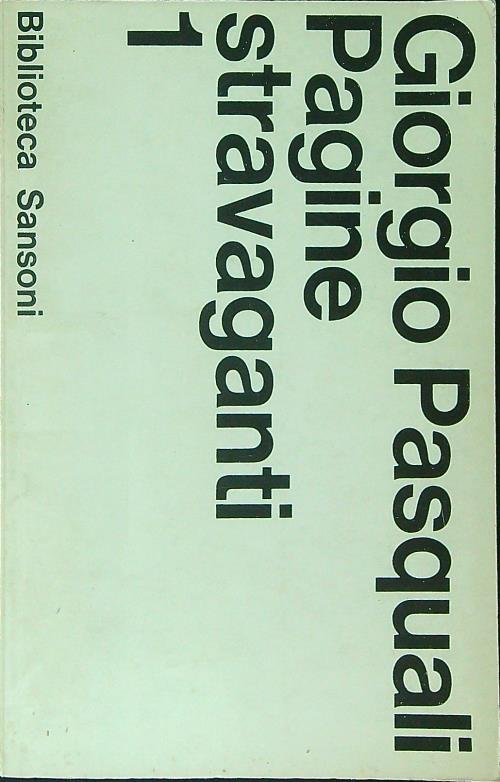 Giorgio Pasquali
Pagine
stravaganti
1
Biblioteca Sansoni